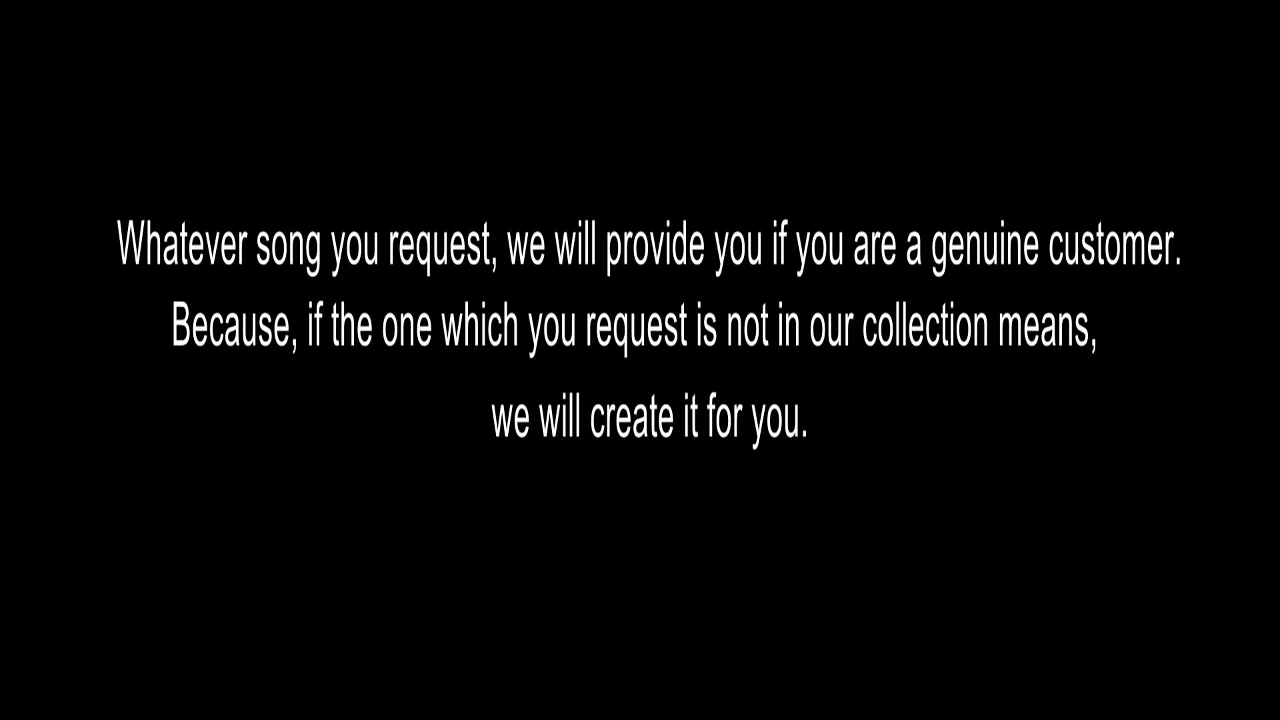 Whatever song you request, we will provide you if you are a genuine customer.
Because, if the one which you request is not in our collection means,
we will create it for you.